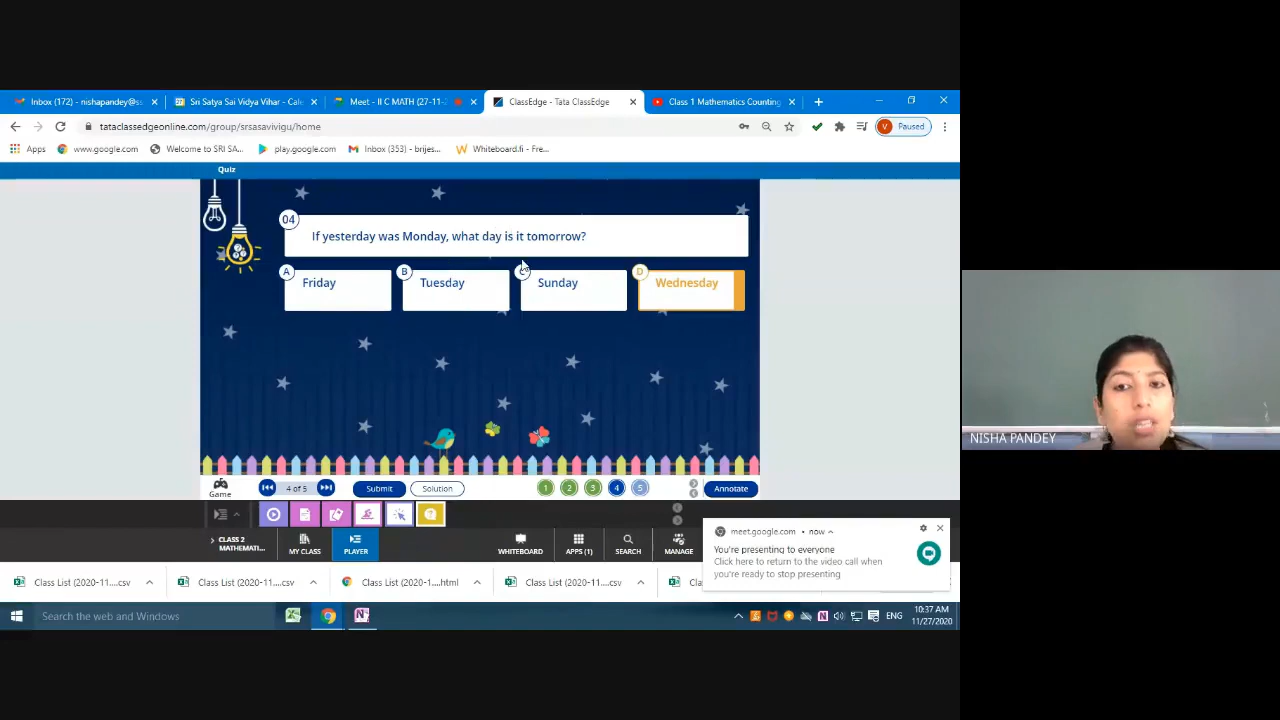 Inbox (172) - nishapandey@ss
Sri Satya Sai Vidya Vihar - Cale
Meet - II C MATH (27-11-2
ClassEdge - Tata ClassEdge
Class 1 Mathematics Counting
tataclassedgeonline.com/group/srsasavivigu/home
V Paused
Apps
www.google.com
Welcome to SRI SA...
play.google.com
Inbox (353) - brijes...
Whiteboard.fi - Fre...
Quiz
04
If yesterday was Monday, what day is it tomorrow?
A Friday
B Tuesday
C Sunday
D Wednesday
Game
4 of 5
Submit
Solution
1 2 3 4 5
Annotate
CLASS 2
MATHEMATI...
MY CLASS
PLAYER
WHITEBOARD
APPS (1)
SEARCH
MANAGE
meet.google.com • now
You're presenting to everyone
Click here to return to the video call when
you're ready to stop presenting
Class List (2020-11....csv
Class List (2020-11....csv
Class List (2020-1....html
Class List (2020-11....csv
Cla
Search the web and Windows
ENG
10:37 AM
11/27/2020
NISHA PANDEY